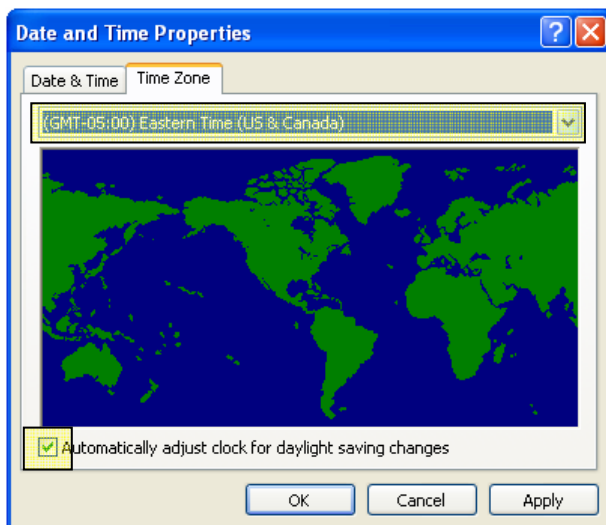 Date and Time Properties
?
Date & Time
Time Zone
(GMT-05:00) Eastern Time (US & Canada)
Automatically adjust clock for daylight saving changes
OK
Cancel
Apply